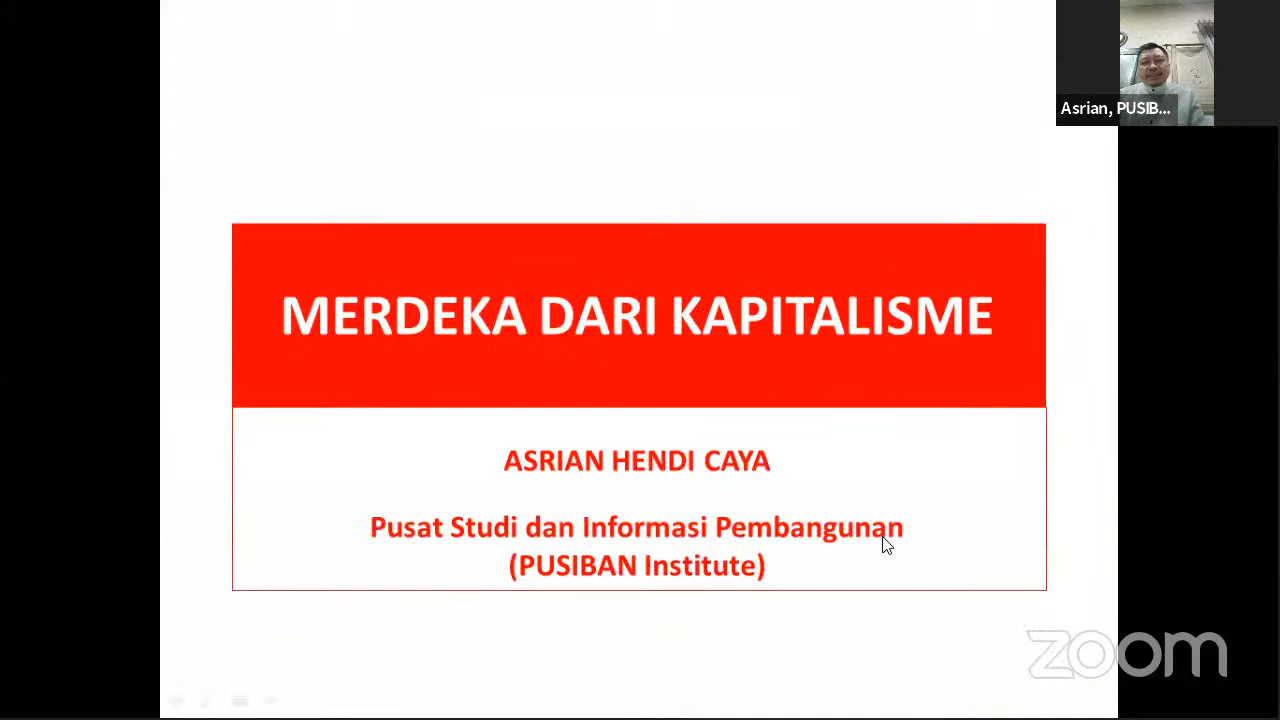 Asrian, PUSIB...
MERDEKA DARI KAPITALISME
ASRIAN HENDI CAYA
Pusat Studi dan Informasi Pembangunan
(PUSIBAN Institute)
zoom